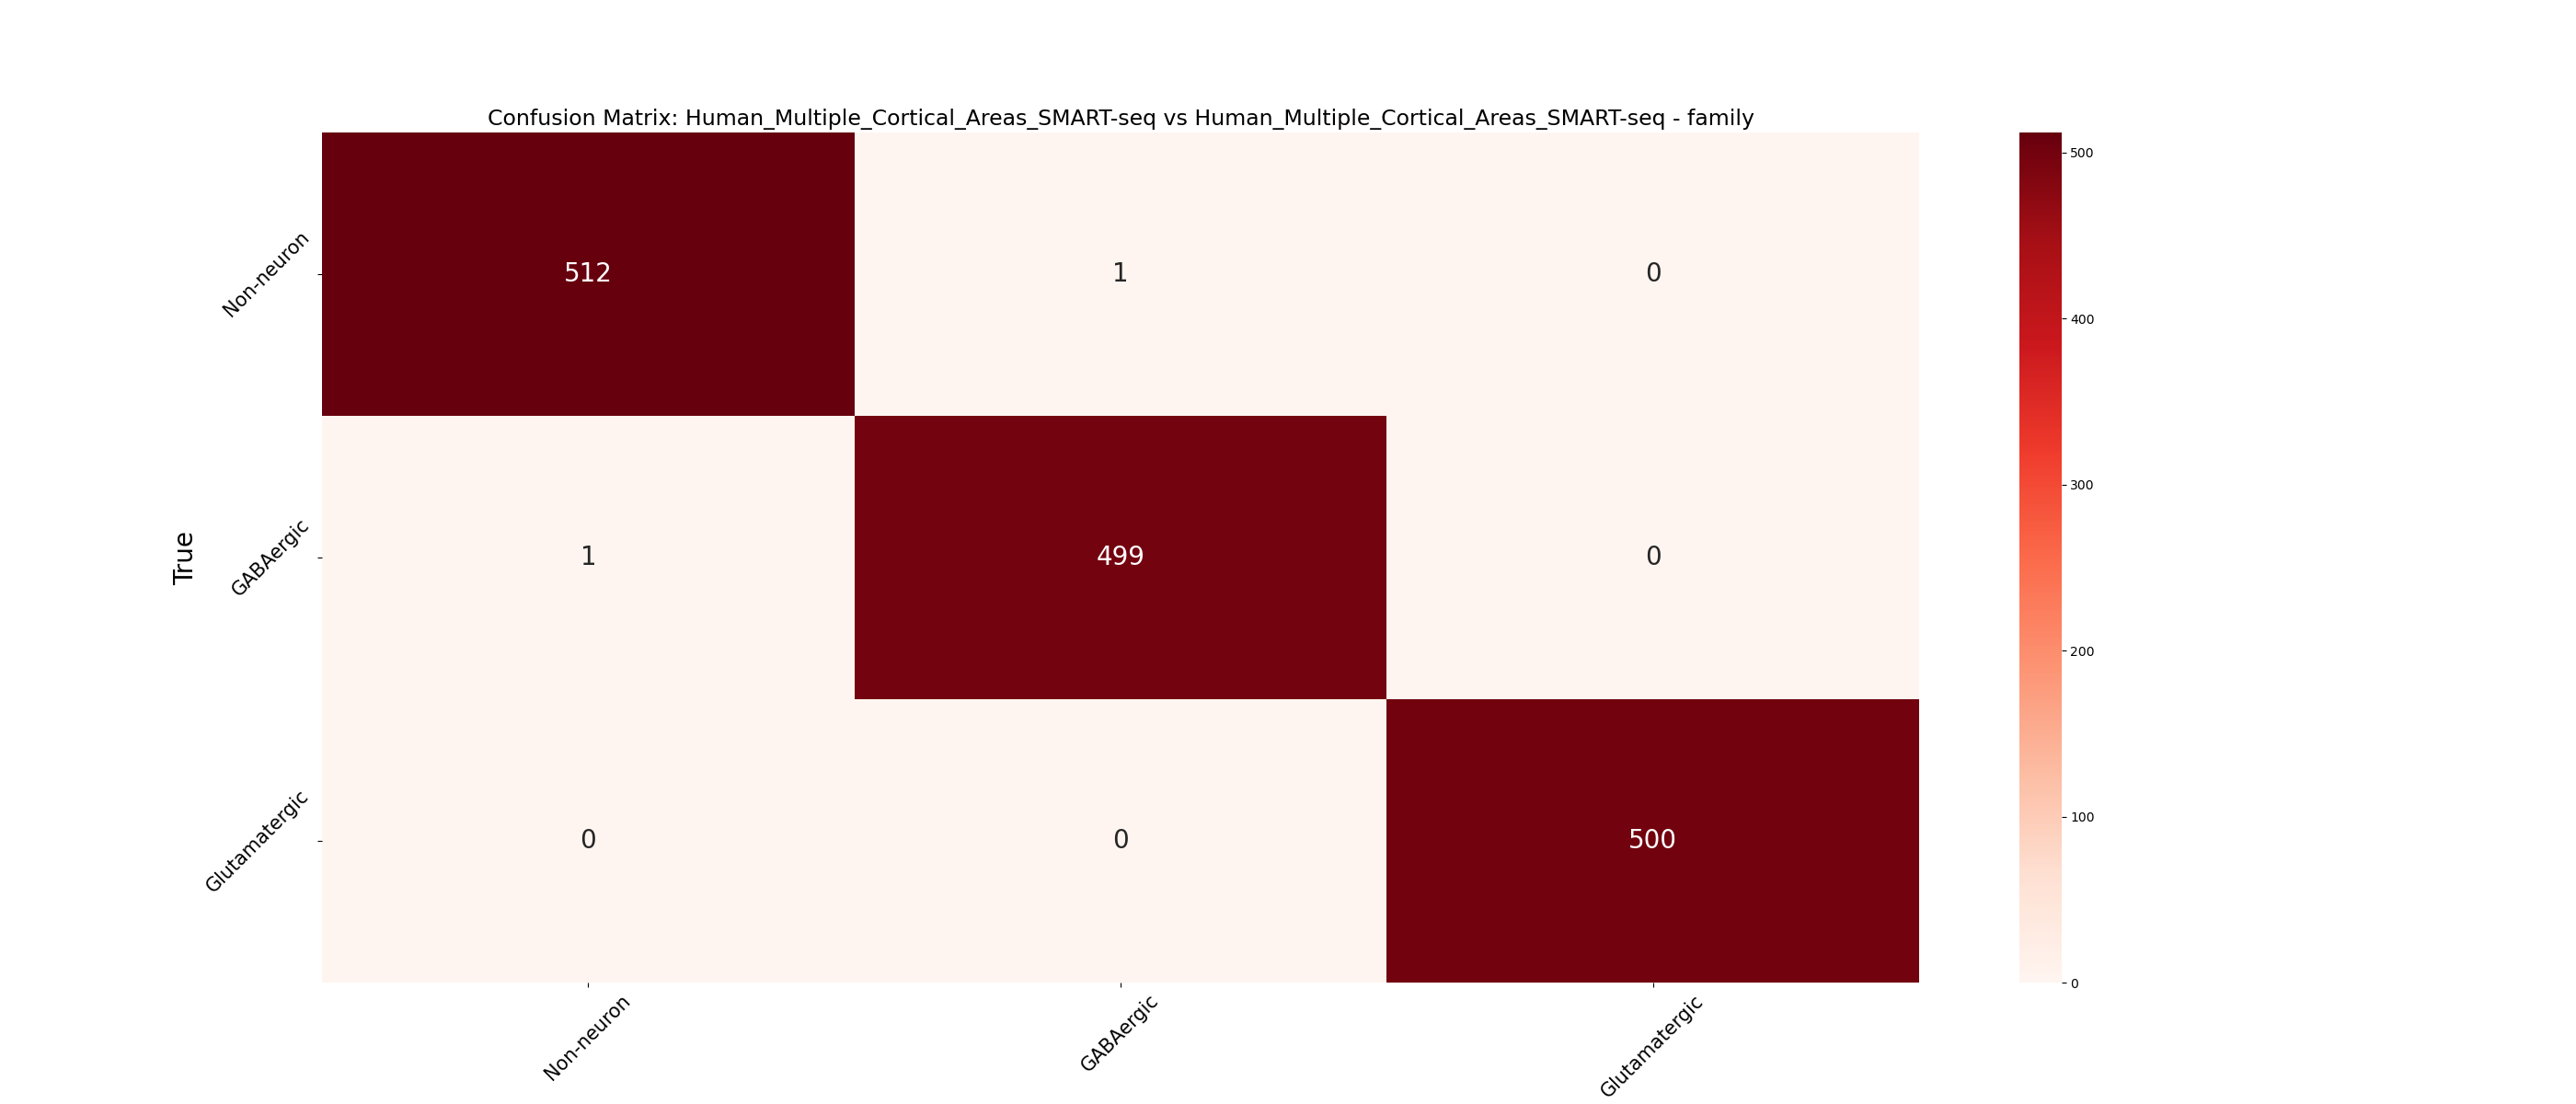 Confusion Matrix: Human_Multiple_Cortical_Areas_SMART-seq vs Human_Multiple_Cortical_Areas_SMART-seq - family
True
Non-neuron
512
1
0
GABAergic
1
499
0
Glutamatergic
0
0
500
Non-neuron
GABAergic
Glutamatergic
500
400
300
200
100
0